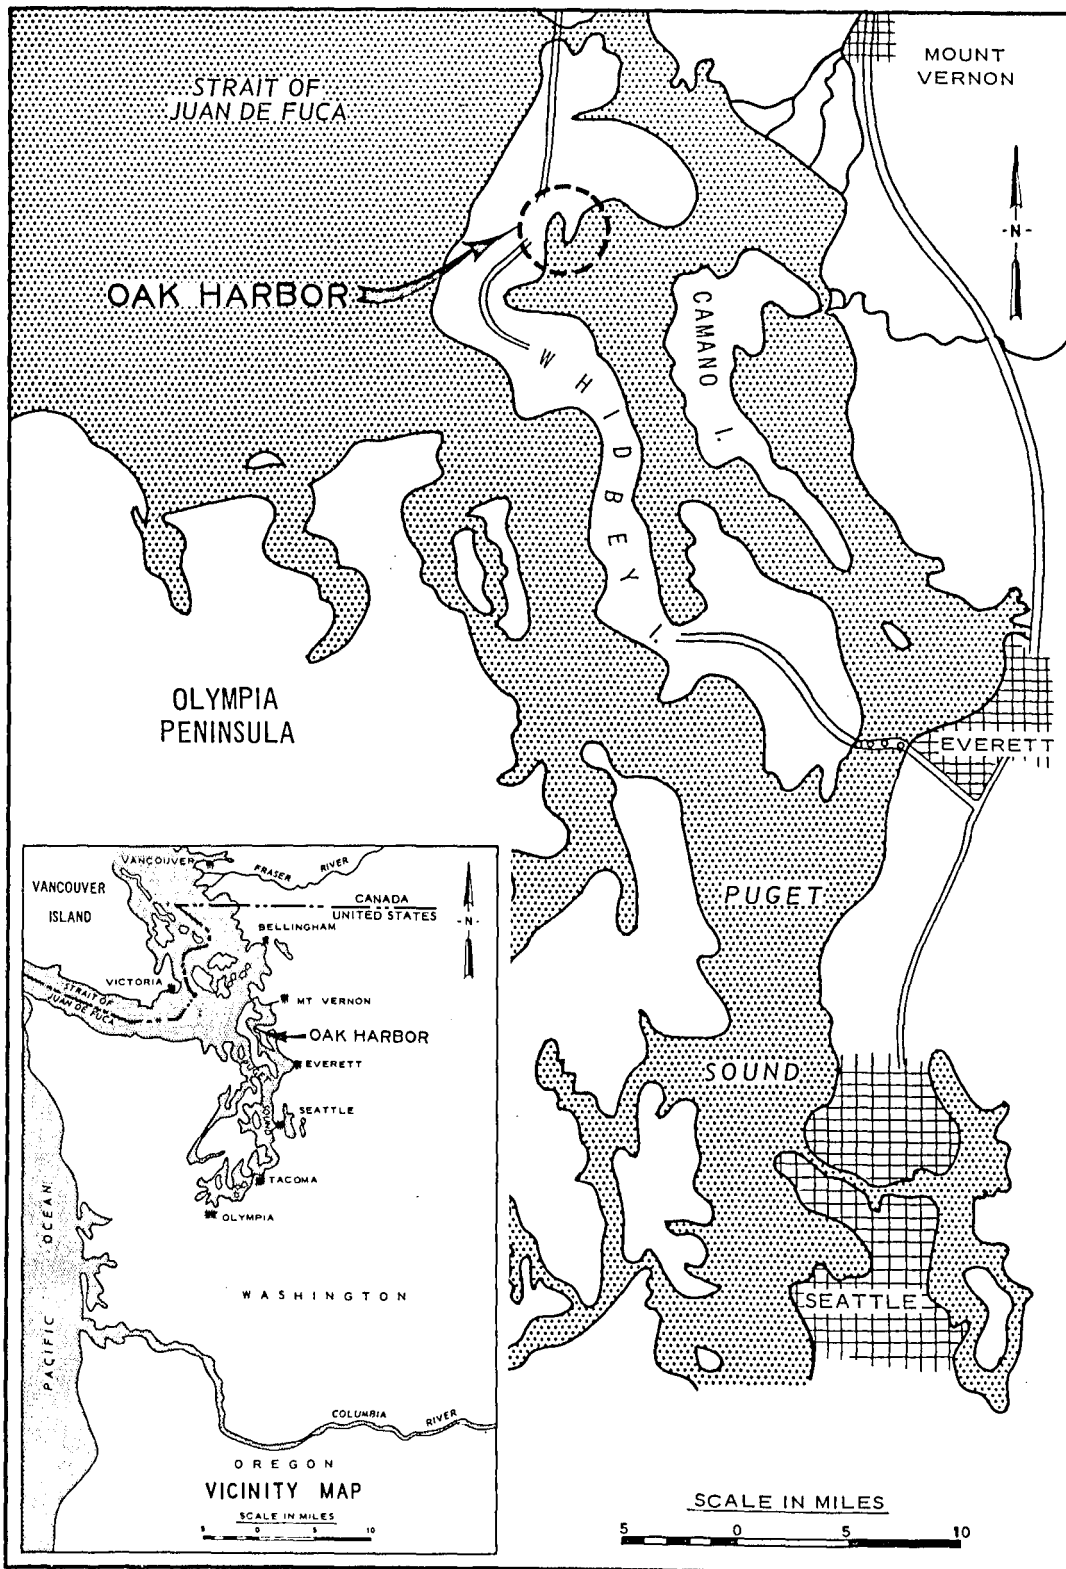 STRAIT OF
JUAN DE FUCA
MOUNT
VERNON
-N-
OAK HARBOR
CAMANO I.
WHIDBEY I.
OLYMPIA
PENINSULA
EVERETT
PUGET
SOUND
SEATTLE
SCALE IN MILES
5 0 5 10
VANCOUVER
FRASER RIVER
VANCOUVER
ISLAND
CANADA
UNITED STATES
-N-
BELLINGHAM
STRAIT OF
JUAN DE FUCA
VICTORIA
MT VERNON
OAK HARBOR
EVERETT
SOUND
SEATTLE
TACOMA
OLYMPIA
PACIFIC OCEAN
WASHINGTON
COLUMBIA RIVER
OREGON
VICINITY MAP
SCALE IN MILES
5 0 10